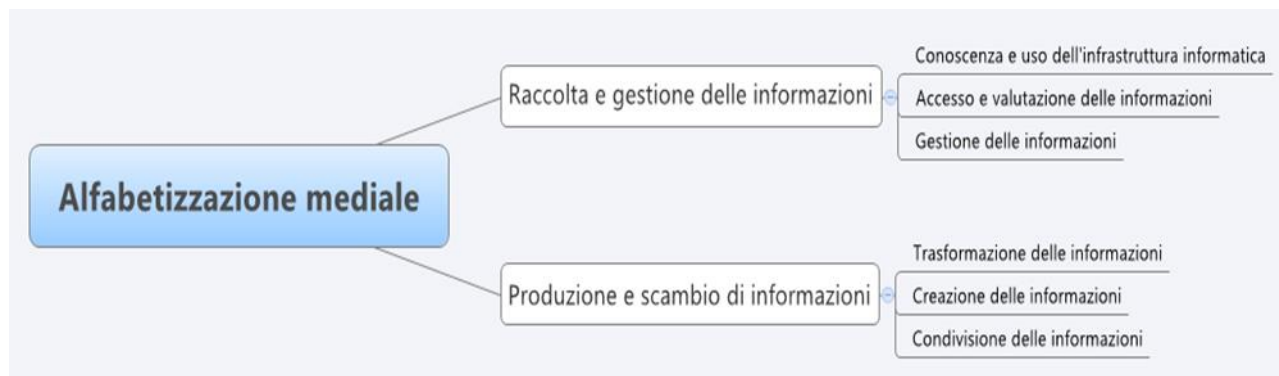 Alfabetizzazione mediale
Raccolta e gestione delle informazioni
Conoscenza e uso dell'infrastruttura informatica
Accesso e valutazione delle informazioni
Gestione delle informazioni
Produzione e scambio di informazioni
Trasformazione delle informazioni
Creazione delle informazioni
Condivisione delle informazioni